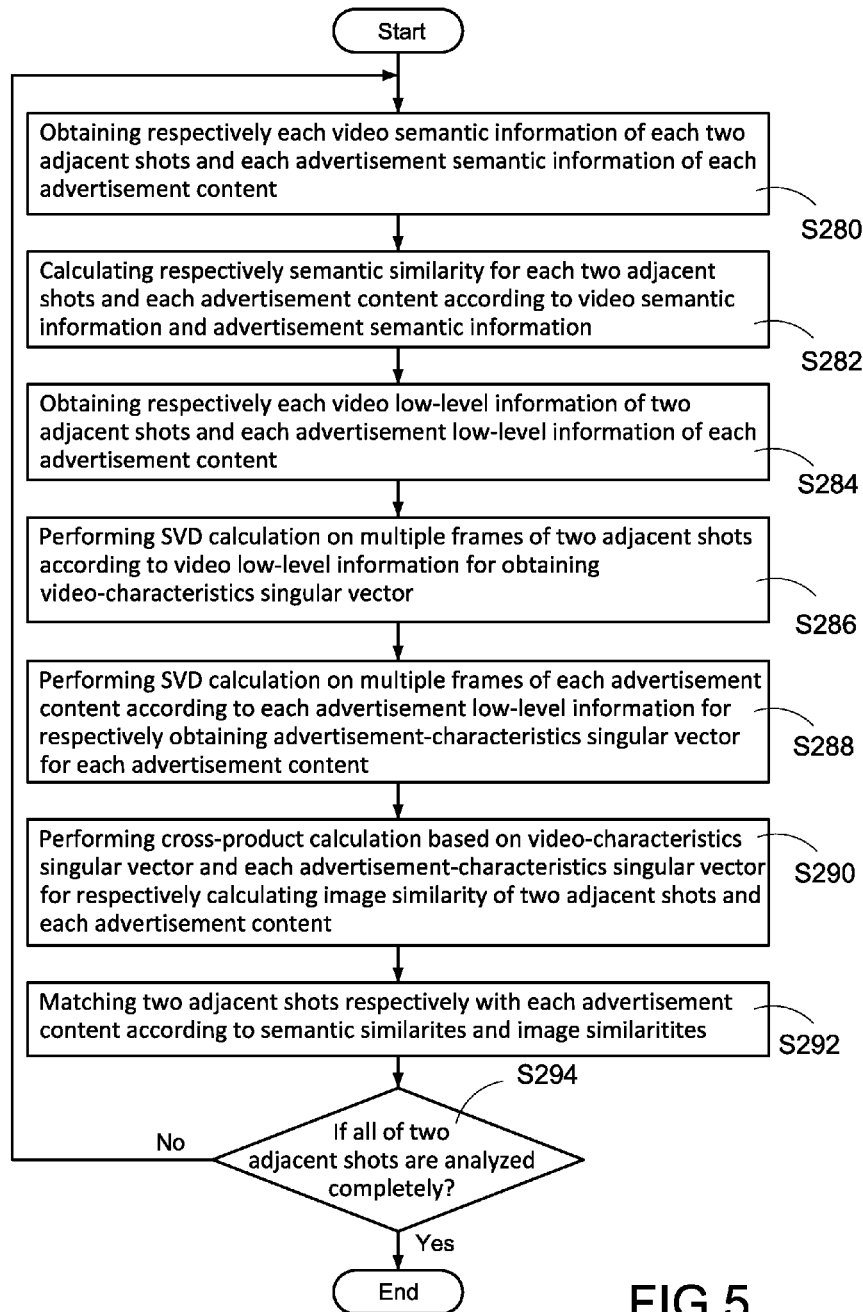 Start
Obtaining respectively each video semantic information of each two
adjacent shots and each advertisement semantic information of each
advertisement content
S280
Calculating respectively semantic similarity for each two adjacent
shots and each advertisement content according to video semantic
information and advertisement semantic information
S282
Obtaining respectively each video low-level information of two
adjacent shots and each advertisement low-level information of each
advertisement content
S284
Performing SVD calculation on multiple frames of two adjacent shots
according to video low-level information for obtaining
video-characteristics singular vector
S286
Performing SVD calculation on multiple frames of each advertisement
content according to each advertisement low-level information for
respectively obtaining advertisement-characteristics singular vector
for each advertisement content
S288
Performing cross-product calculation based on video-characteristics
singular vector and each advertisement-characteristics singular vector
for respectively calculating image similarity of two adjacent shots and
each advertisement content
S290
Matching two adjacent shots respectively with each advertisement
content according to semantic similarites and image similaritites
S292
S294
If all of two
adjacent shots are analyzed
completely?
No
Yes
End
FIG.5